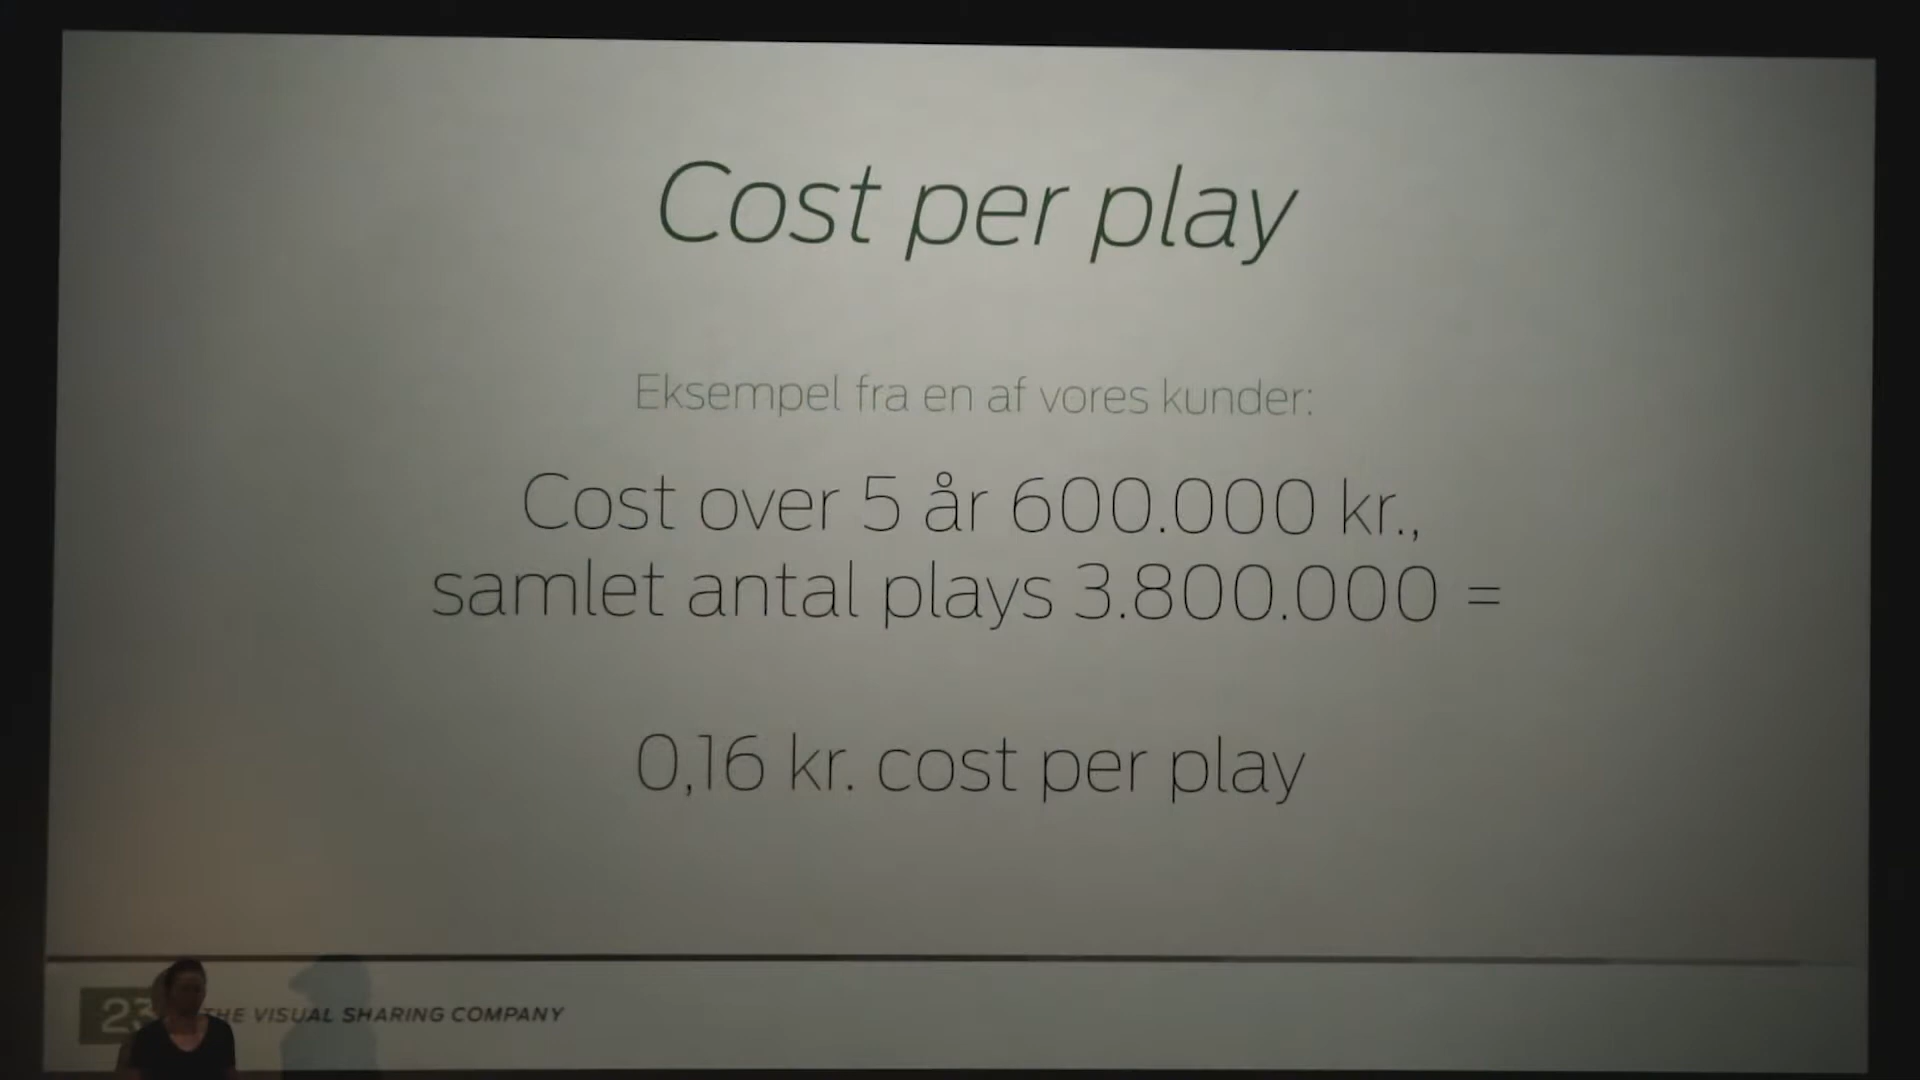 Cost per play
Eksempel fra en af vores kunder:
Cost over 5 år 600.000 kr.,
samlet antal plays 3.800.000 =
0,16 kr. cost per play
23 THE VISUAL SHARING COMPANY